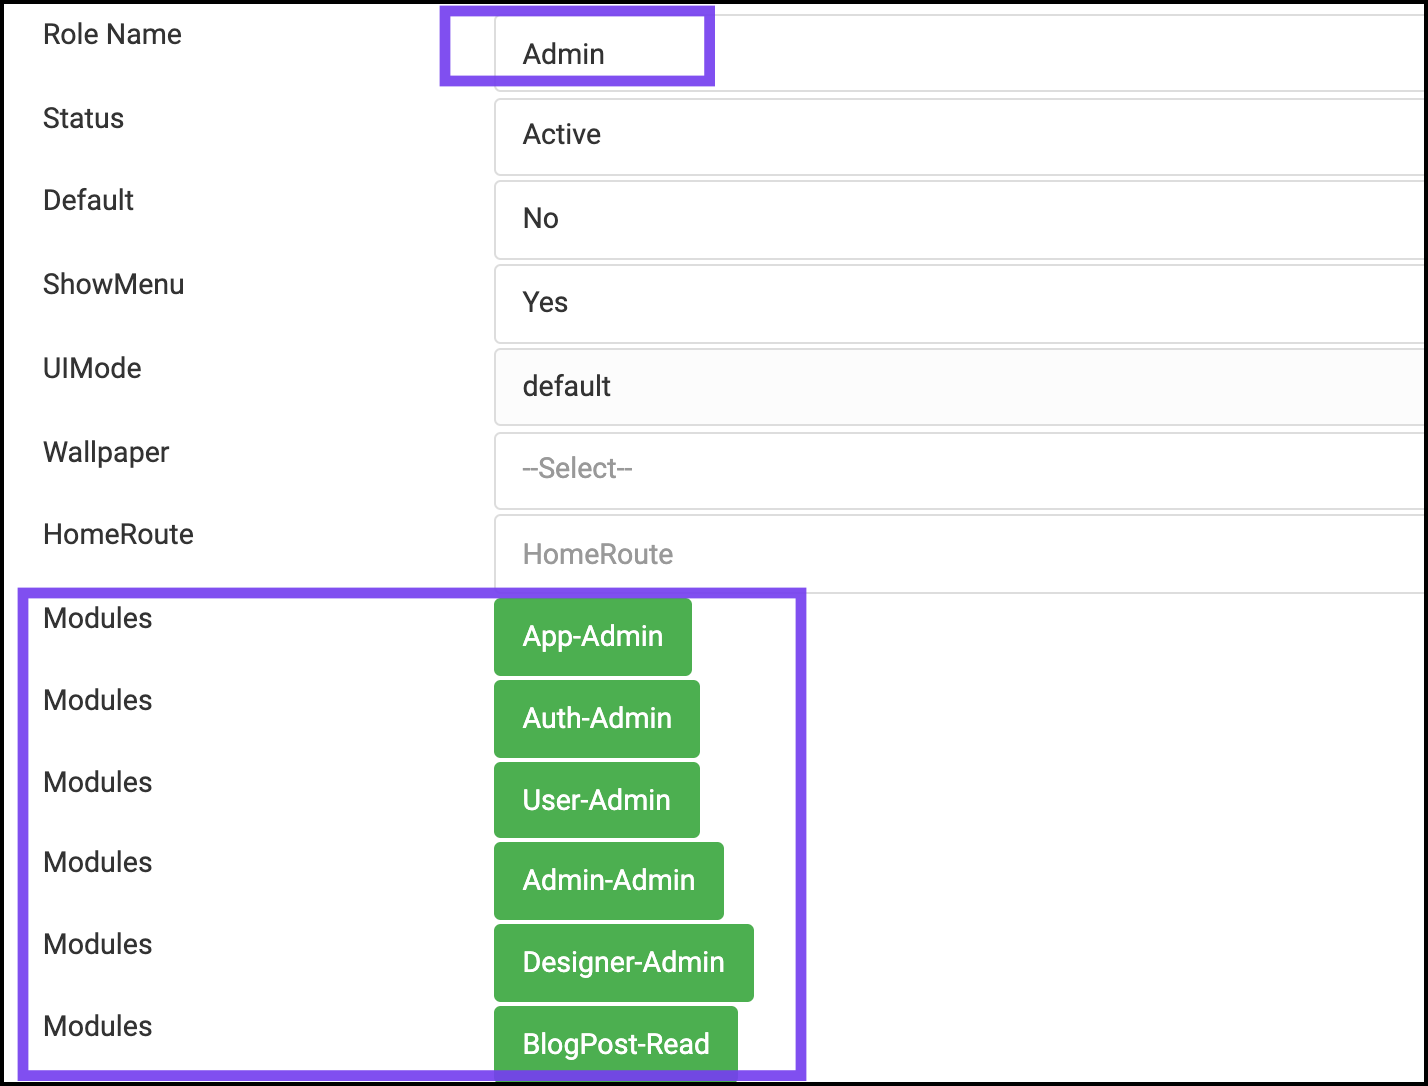 Role Name Admin
Status Active
Default No
ShowMenu Yes
UIMode default
Wallpaper --Select--
HomeRoute HomeRoute
Modules App-Admin
Modules Auth-Admin
Modules User-Admin
Modules Admin-Admin
Modules Designer-Admin
Modules BlogPost-Read